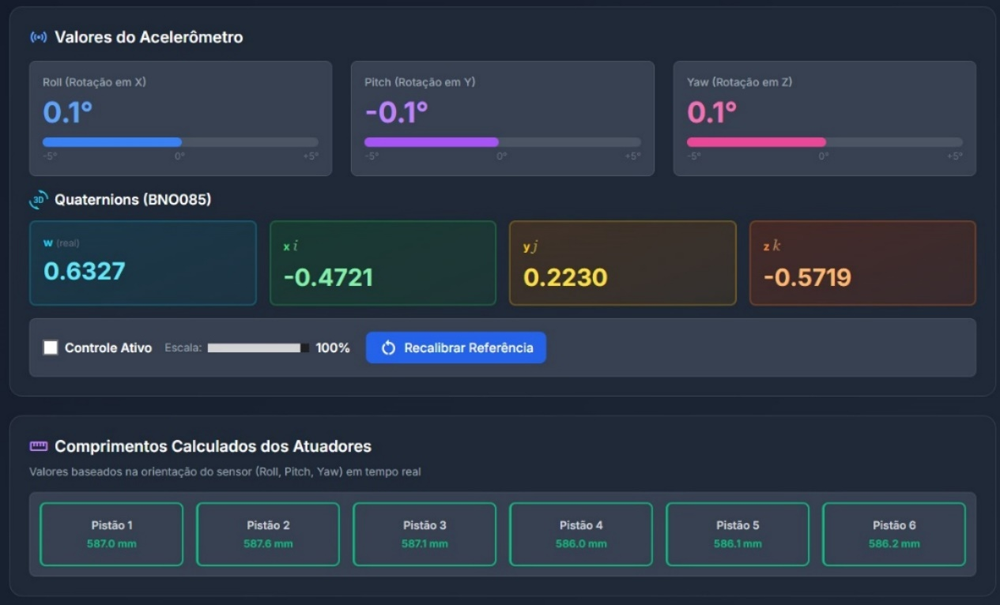 Valores do Acelerômetro
Roll (Rotação em X)
0.1°
-5° 0° +5°
Pitch (Rotação em Y)
-0.1°
-5° 0° +5°
Yaw (Rotação em Z)
0.1°
-5° 0° +5°
3D Quaternions (BNO085)
w (real)
0.6327
x i
-0.4721
y j
0.2230
z k
-0.5719
Controle Ativo Escala: 100% Recalibrar Referência
Comprimentos Calculados dos Atuadores
Valores baseados na orientação do sensor (Roll, Pitch, Yaw) em tempo real
Pistão 1
587.0 mm
Pistão 2
587.6 mm
Pistão 3
587.1 mm
Pistão 4
586.0 mm
Pistão 5
586.1 mm
Pistão 6
586.2 mm